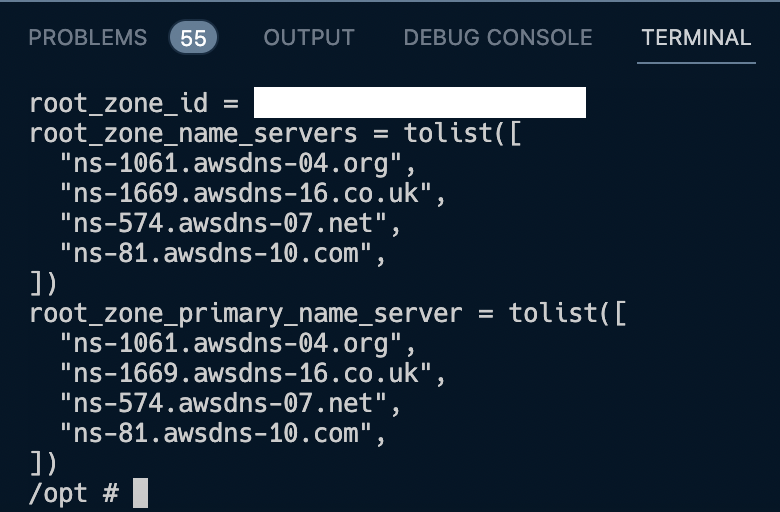 PROBLEMS 55 OUTPUT DEBUG CONSOLE TERMINAL
root_zone_id =
root_zone_name_servers = tolist([
"ns-1061.awsdns-04.org",
"ns-1669.awsdns-16.co.uk",
"ns-574.awsdns-07.net",
"ns-81.awsdns-10.com",
])
root_zone_primary_name_server = tolist([
"ns-1061.awsdns-04.org",
"ns-1669.awsdns-16.co.uk",
"ns-574.awsdns-07.net",
"ns-81.awsdns-10.com",
])
/opt #